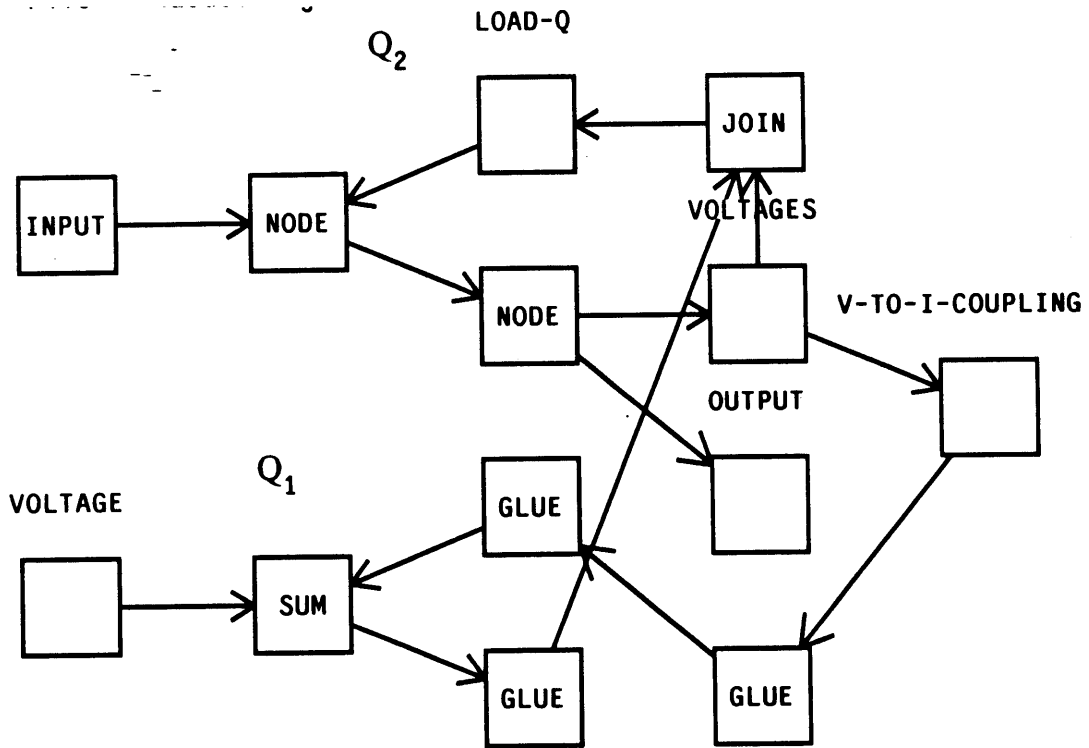 LOAD-Q
Q2
JOIN
INPUT
NODE
VOLTAGES
NODE
V-TO-I-COUPLING
OUTPUT
Q1
GLUE
VOLTAGE
SUM
GLUE
GLUE